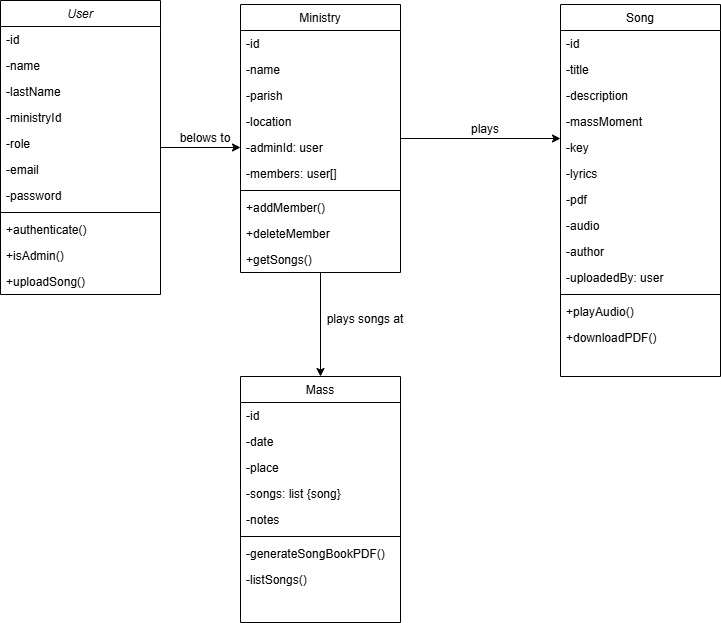 User
-id
-name
-lastName
-ministryId
-role
-email
-password
+authenticate()
+isAdmin()
+uploadSong()
belows to
Ministry
-id
-name
-parish
-location
-adminId: user
-members: user[]
+addMember()
+deleteMember
+getSongs()
plays
Song
-id
-title
-description
-massMoment
-key
-lyrics
-pdf
-audio
-author
-uploadedBy: user
+playAudio()
+downloadPDF()
plays songs at
Mass
-id
-date
-place
-songs: list {song}
-notes
-generateSongBookPDF()
-listSongs()